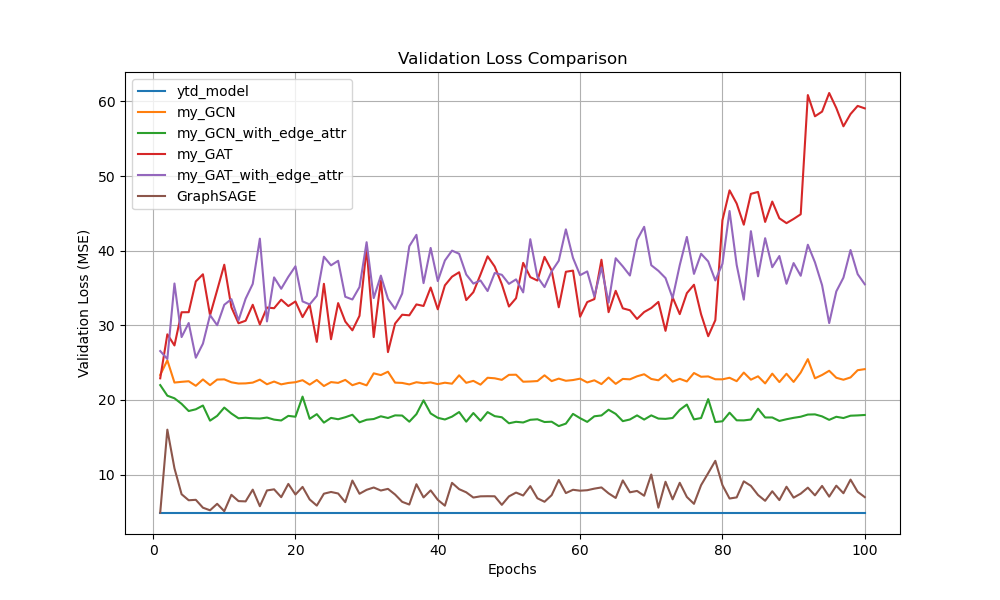 Validation Loss Comparison
ytd_model
my_GCN
my_GCN_with_edge_attr
my_GAT
my_GAT_with_edge_attr
GraphSAGE
Validation Loss (MSE)
60
50
40
30
20
10
0 20 40 60 80 100
Epochs